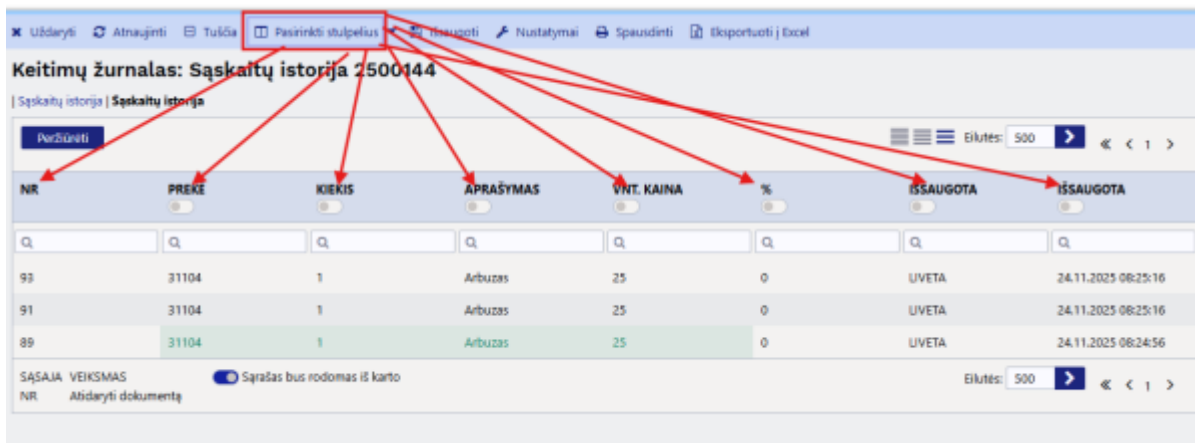 Uždaryti Atnaujinti Tuščia Pasirinkti stulpelius Išsaugoti Nustatymai Spausdinti Eksportuoti į Excel
Keitimų žurnalas: Sąskaitų istorija 2500144
| Sąskaitų istorija | Sąskaitų istorija
Peržiūrėti Eilutės: 500 1
NR PREKĖ KIEKIS APRAŠYMAS VNT. KAINA % IŠSAUGOTA IŠSAUGOTA
93 31104 1 Arbuzas 25 0 LIVETA 24.11.2025 08:25:16
91 31104 1 Arbuzas 25 0 LIVETA 24.11.2025 08:25:16
89 31104 1 Arbuzas 25 0 LIVETA 24.11.2025 08:24:56
SĄSAJA VEIKSMAS Sąrašas bus rodomas iš karto Eilutės: 500 1
NR Atidaryti dokumentą